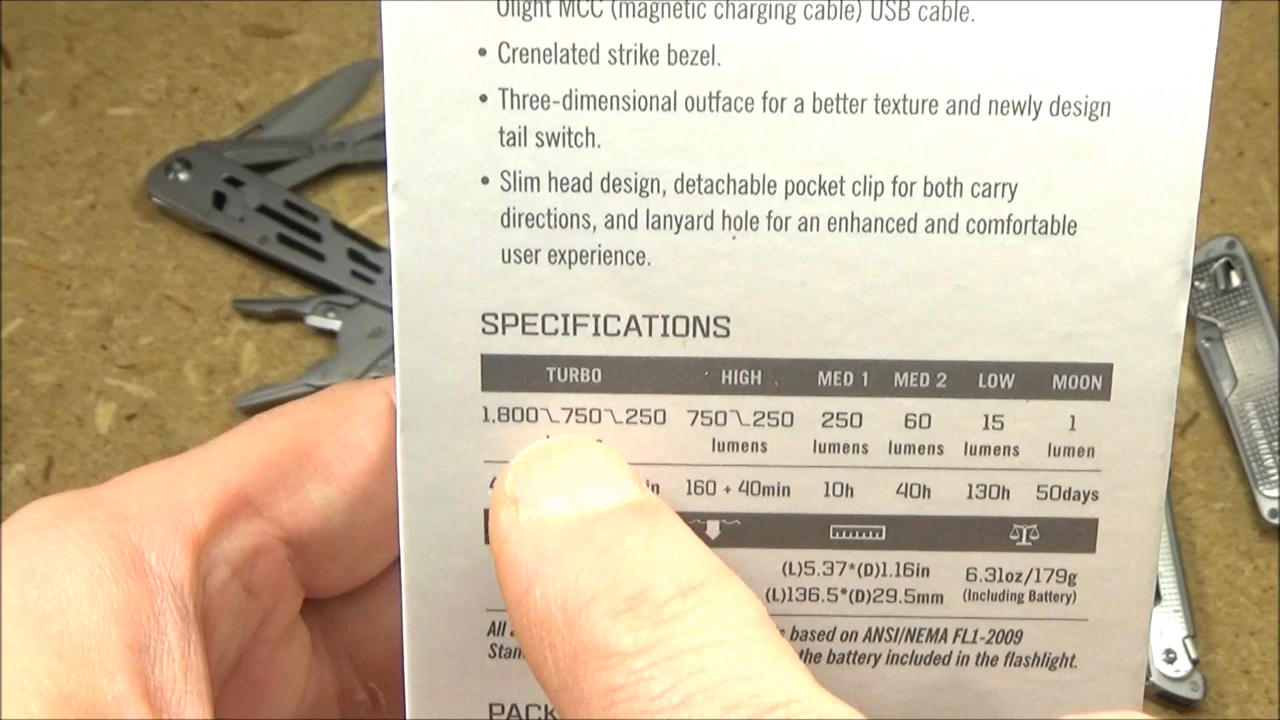 Olight MCC (magnetic charging cable) USB cable.
• Crenelated strike bezel.
• Three-dimensional outface for a better texture and newly design
tail switch.
• Slim head design, detachable pocket clip for both carry
directions, and lanyard hole for an enhanced and comfortable
user experience.
SPECIFICATIONS
TURBO HIGH MED 1 MED 2 LOW MOON
1,800~750~250 750~250 250 60 15 1
lumens lumens lumens lumens lumen
160 + 40min 10h 40h 130h 50days
(L)5.37*(D)1.16in 6.31oz/179g
(L)136.5*(D)29.5mm (Including Battery)
All based on ANSI/NEMA FL1-2009
the battery included in the flashlight.